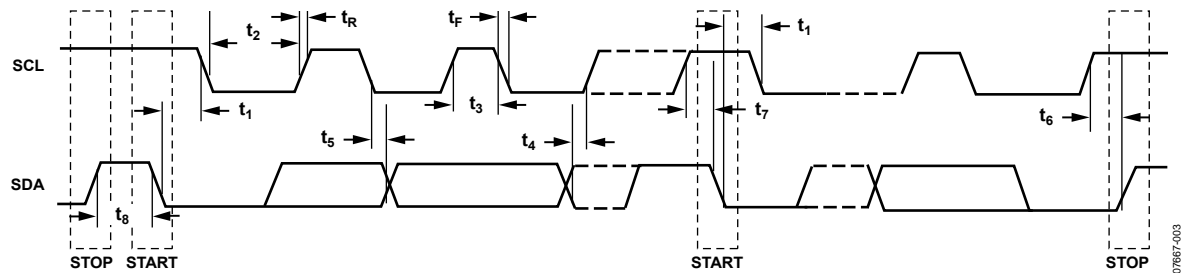 t2
tR
tF
t1
SCL
t1
t3
t7
t6
t5
t4
SDA
t8
STOP
START
START
STOP
07667-003